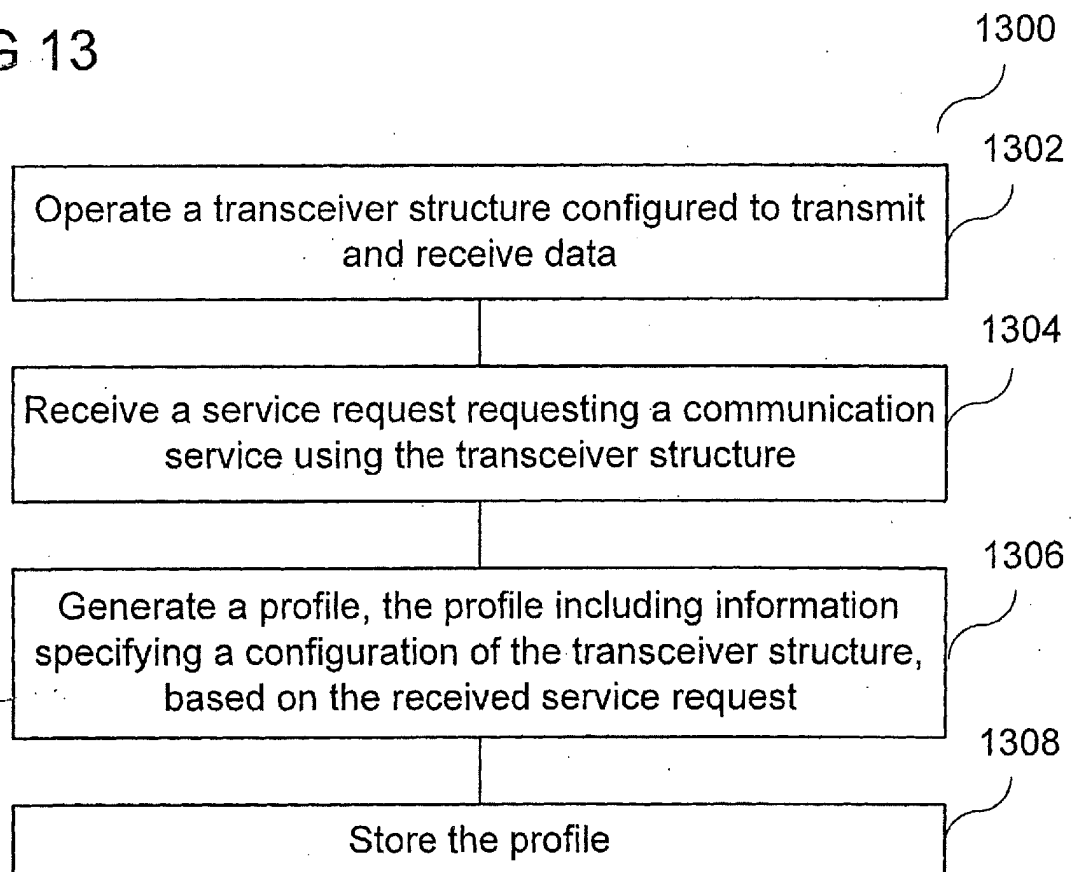 G 13
1300
1302
Operate a transceiver structure configured to transmit
and receive data
1304
Receive a service request requesting a communication
service using the transceiver structure
1306
Generate a profile, the profile including information
specifying a configuration of the transceiver structure,
based on the received service request
1308
Store the profile